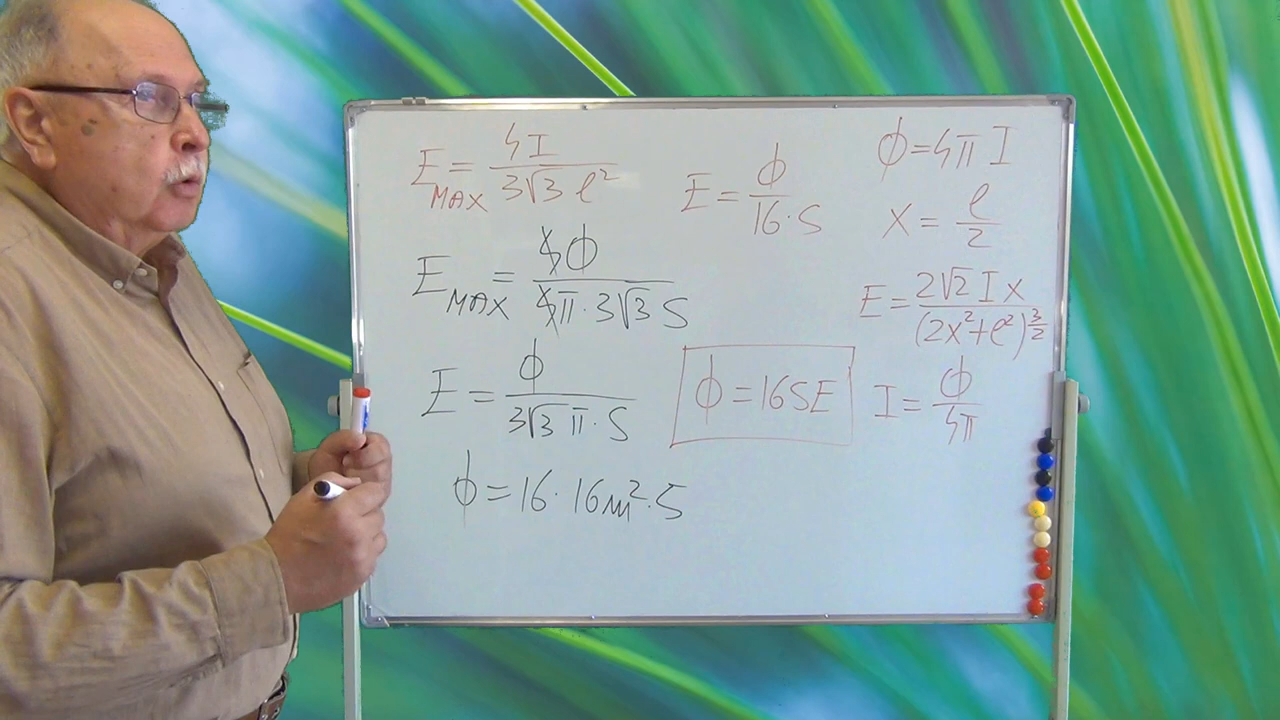 E_MAX = 4I / (3√3 ℓ²)
E = ϕ / (16·S)
ϕ = 4π I
X = ℓ / 2
E_MAX = 4ϕ / (4π·3√3 S)
E = 2√2 I x / (2x²+ℓ²)^(3/2)
E = ϕ / (3√3 π·S)
ϕ = 16SE
I = ϕ / 4π
ϕ = 16·16м²·5